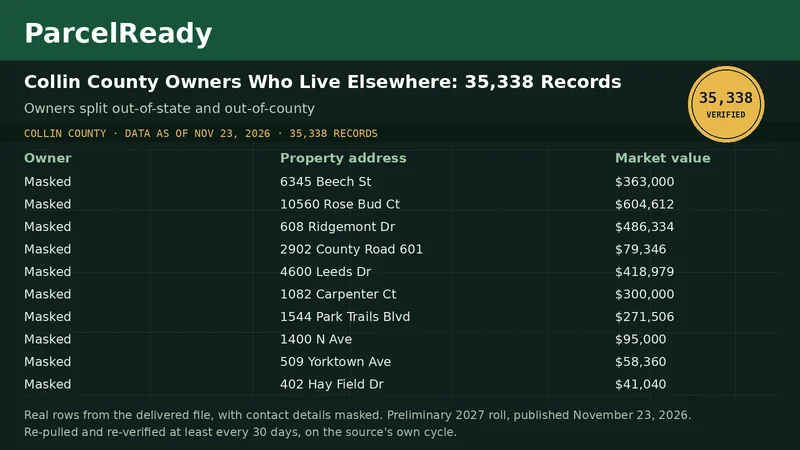 ParcelReady
Collin County Owners Who Live Elsewhere: 35,338 Records
Owners split out-of-state and out-of-county
35,338
VERIFIED
COLLIN COUNTY · DATA AS OF NOV 23, 2026 · 35,338 RECORDS
Owner Property address Market value
Masked 6345 Beech St $363,000
Masked 10560 Rose Bud Ct $604,612
Masked 608 Ridgemont Dr $486,334
Masked 2902 County Road 601 $79,346
Masked 4600 Leeds Dr $418,979
Masked 1082 Carpenter Ct $300,000
Masked 1544 Park Trails Blvd $271,506
Masked 1400 N Ave $95,000
Masked 509 Yorktown Ave $58,360
Masked 402 Hay Field Dr $41,040
Real rows from the delivered file, with contact details masked. Preliminary 2027 roll, published November 23, 2026.
Re-pulled and re-verified at least every 30 days, on the source's own cycle.